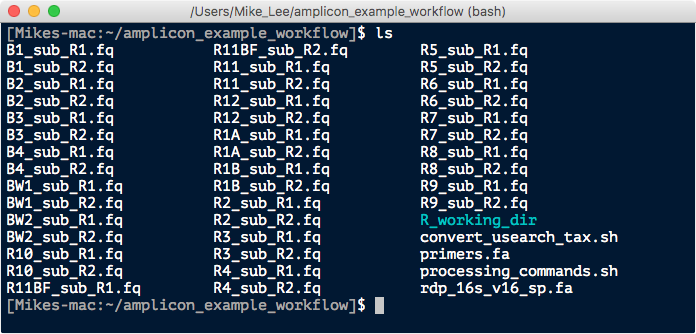 /Users/Mike_Lee/amplicon_example_workflow (bash)
[Mikes-mac:~/amplicon_example_workflow]$ ls
B1_sub_R1.fq R11BF_sub_R2.fq R5_sub_R1.fq
B1_sub_R2.fq R11_sub_R1.fq R5_sub_R2.fq
B2_sub_R1.fq R11_sub_R2.fq R6_sub_R1.fq
B2_sub_R2.fq R12_sub_R1.fq R6_sub_R2.fq
B3_sub_R1.fq R12_sub_R2.fq R7_sub_R1.fq
B3_sub_R2.fq R1A_sub_R1.fq R7_sub_R2.fq
B4_sub_R1.fq R1A_sub_R2.fq R8_sub_R1.fq
B4_sub_R2.fq R1B_sub_R1.fq R8_sub_R2.fq
BW1_sub_R1.fq R1B_sub_R2.fq R9_sub_R1.fq
BW1_sub_R2.fq R2_sub_R1.fq R9_sub_R2.fq
BW2_sub_R1.fq R2_sub_R2.fq R_working_dir
BW2_sub_R2.fq R3_sub_R1.fq convert_usearch_tax.sh
R10_sub_R1.fq R3_sub_R2.fq primers.fa
R10_sub_R2.fq R4_sub_R1.fq processing_commands.sh
R11BF_sub_R1.fq R4_sub_R2.fq rdp_16s_v16_sp.fa
[Mikes-mac:~/amplicon_example_workflow]$